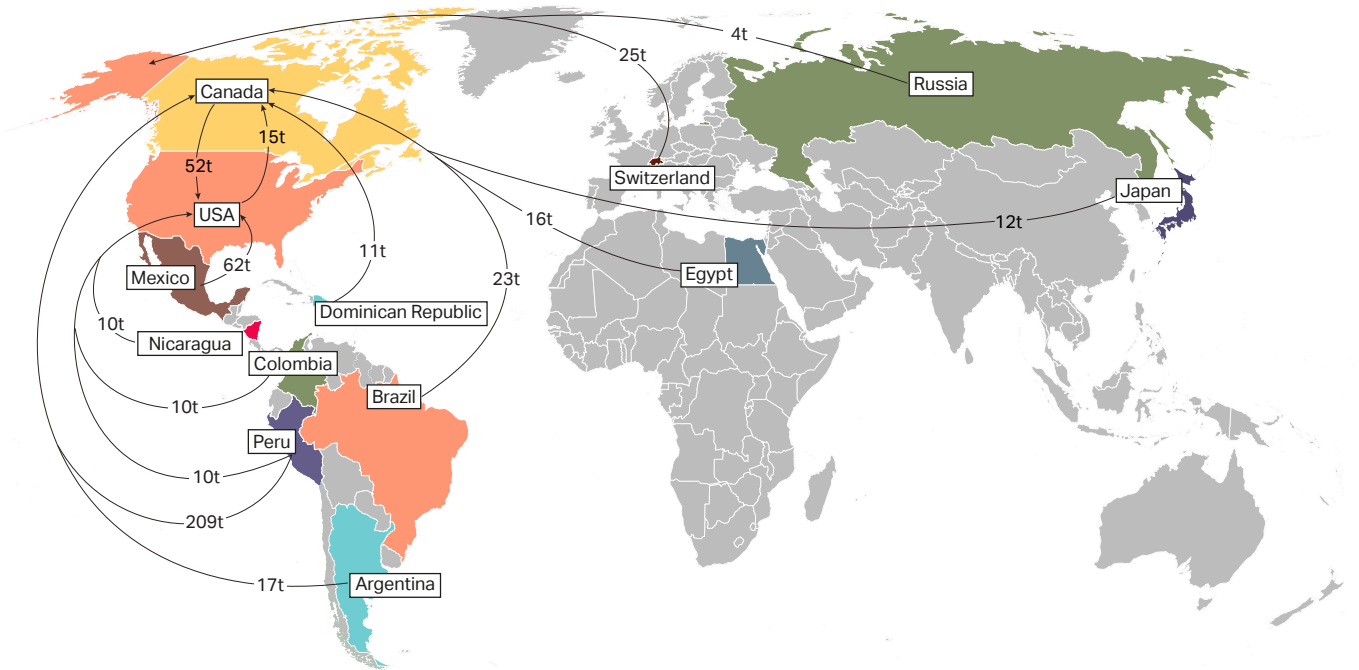 4t
25t
Russia
Canada
15t
52t
Switzerland
Japan
USA
16t
12t
11t
62t
Egypt
Mexico
23t
Dominican Republic
10t
Nicaragua
Colombia
Brazil
10t
Peru
10t
209t
17t
Argentina